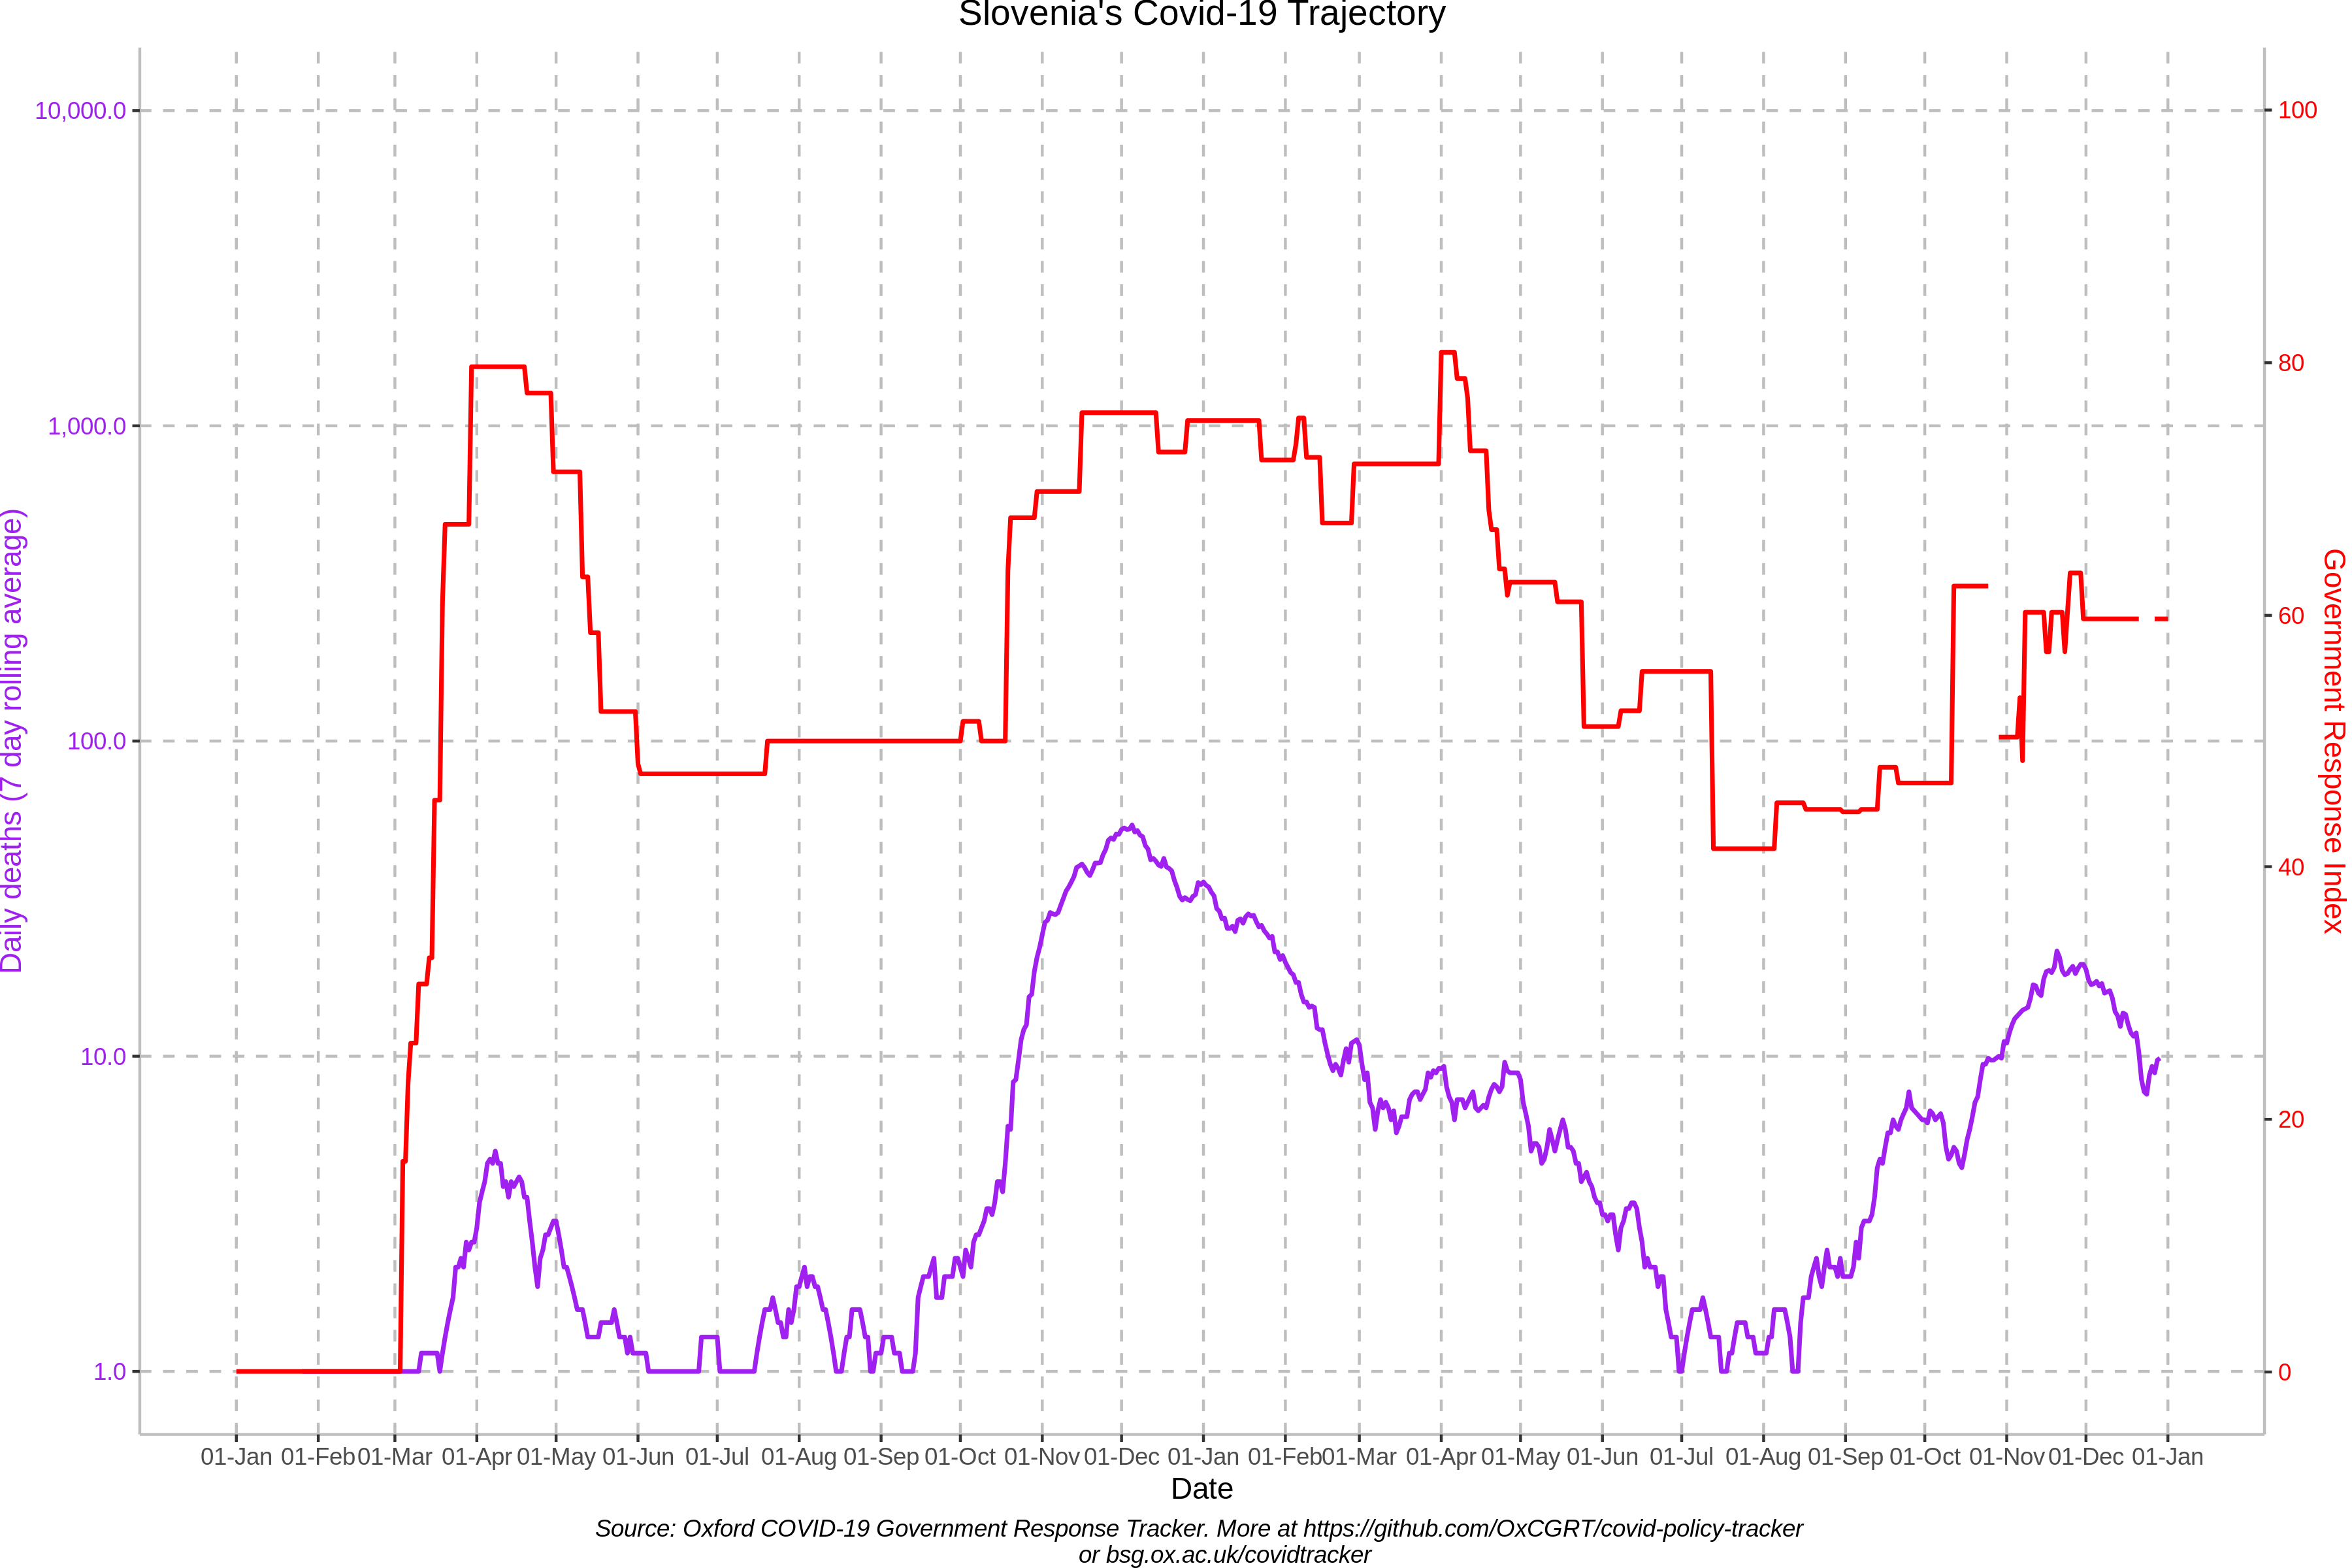 Slovenia's Covid-19 Trajectory
10,000.0
1,000.0
100.0
10.0
1.0
Daily deaths (7 day rolling average)
100
80
60
40
20
0
Government Response Index
01-Jan 01-Feb 01-Mar 01-Apr 01-May 01-Jun 01-Jul 01-Aug 01-Sep 01-Oct 01-Nov 01-Dec 01-Jan 01-Feb 01-Mar 01-Apr 01-May 01-Jun 01-Jul 01-Aug 01-Sep 01-Oct 01-Nov 01-Dec 01-Jan
Date
Source: Oxford COVID-19 Government Response Tracker. More at https://github.com/OxCGRT/covid-policy-tracker
or bsg.ox.ac.uk/covidtracker